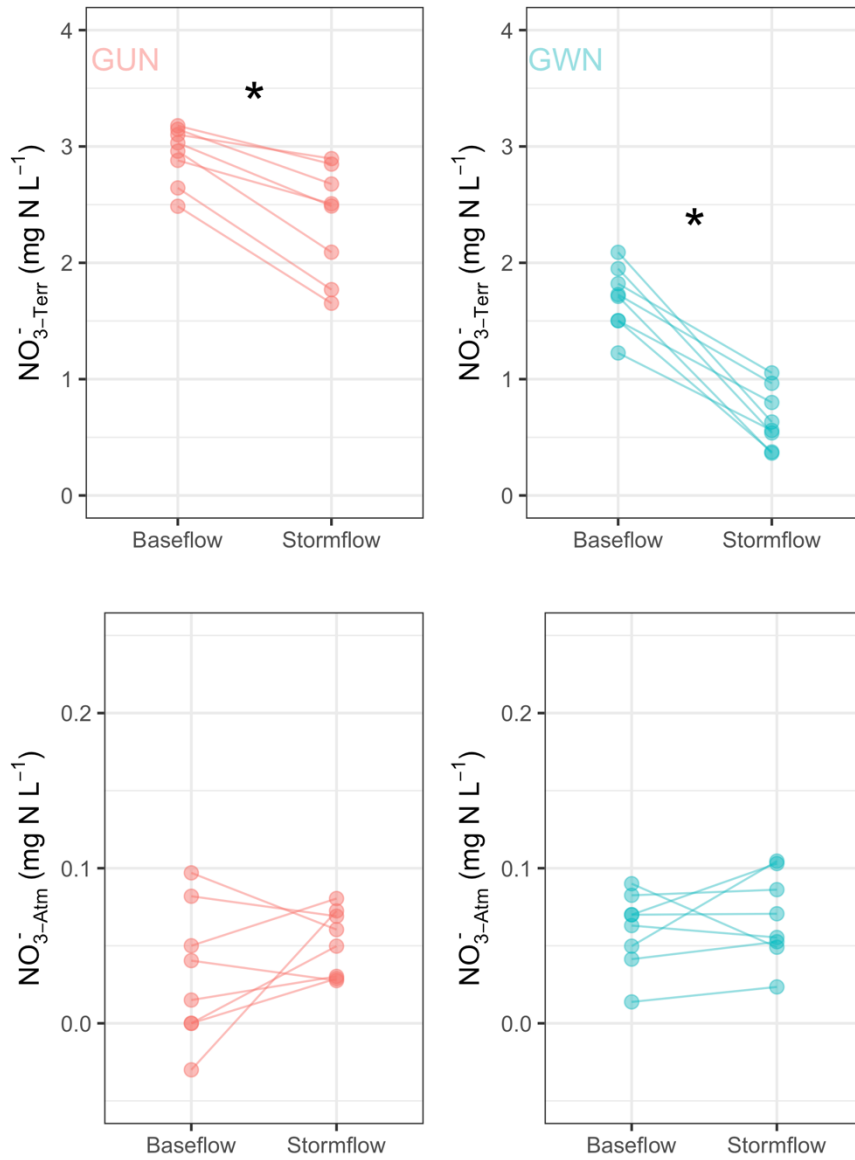 GUN
*
NO₃₋Terr⁻ (mg N L⁻¹)
4
3
2
1
0
Baseflow Stormflow
GWN
*
NO₃₋Terr⁻ (mg N L⁻¹)
4
3
2
1
0
Baseflow Stormflow
NO₃₋Atm⁻ (mg N L⁻¹)
0.2
0.1
0.0
Baseflow Stormflow
NO₃₋Atm⁻ (mg N L⁻¹)
0.2
0.1
0.0
Baseflow Stormflow